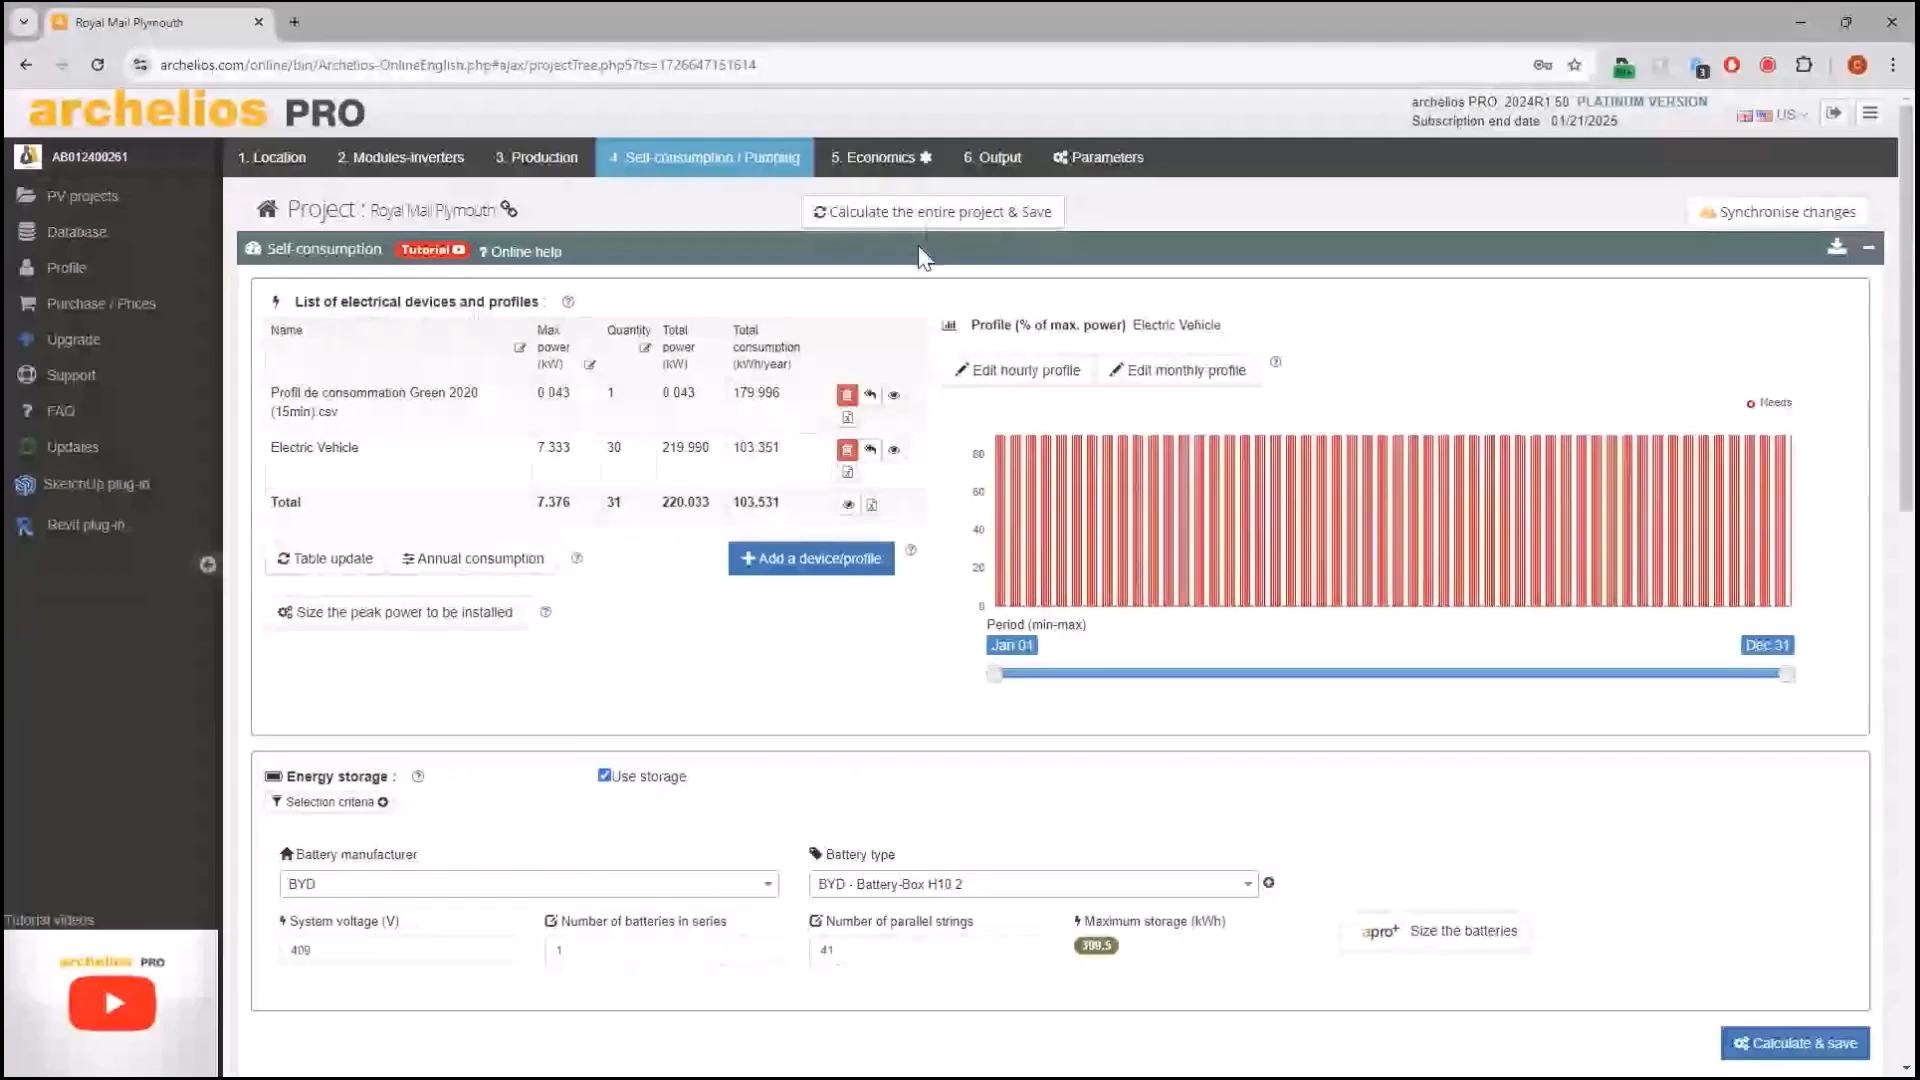 Royal Mail Plymouth
archelios.com/online/bin/Archelios-OnlineEnglish.php#ajax/projectTree.php5?ts=1726647151614
archelios PRO
archelios PRO 2024R1.50 PLATINUM VERSION
Subscription end date : 01/21/2025
US
AB012400261
1. Location
2. Modules-Inverters
3. Production
4. Self-consumption / Pumping
5. Economics
6. Output
Parameters
PV projects
Database
Profile
Purchase / Prices
Upgrade
Support
FAQ
Updates
SketchUp plug-in
Revit plug-in
Project : Royal Mail Plymouth
Calculate the entire project & Save
Synchronise changes
Self-consumption
Tutorial
? Online help
List of electrical devices and profiles :
Name
Max power (kW)
Quantity
Total power (kW)
Total consumption (kWh/year)
Profil de consommation Green 2020 (15min).csv
0.043
1
0.043
179.996
Electric Vehicle
7.333
30
219.990
103.351
Total
7.376
31
220.033
103,531
Table update
Annual consumption
Add a device/profile
Size the peak power to be installed
Profile (% of max. power) Electric Vehicle
Edit hourly profile
Edit monthly profile
Needs
80
60
40
20
0
Period (min-max)
Jan 01
Dec 31
Energy storage :
Use storage
Selection criteria
Battery manufacturer
BYD
Battery type
BYD - Battery-Box H10.2
System voltage (V)
409
Number of batteries in series
1
Number of parallel strings
41
Maximum storage (kWh)
apro+ Size the batteries
Calculate & save
Tutorial videos
archelios PRO